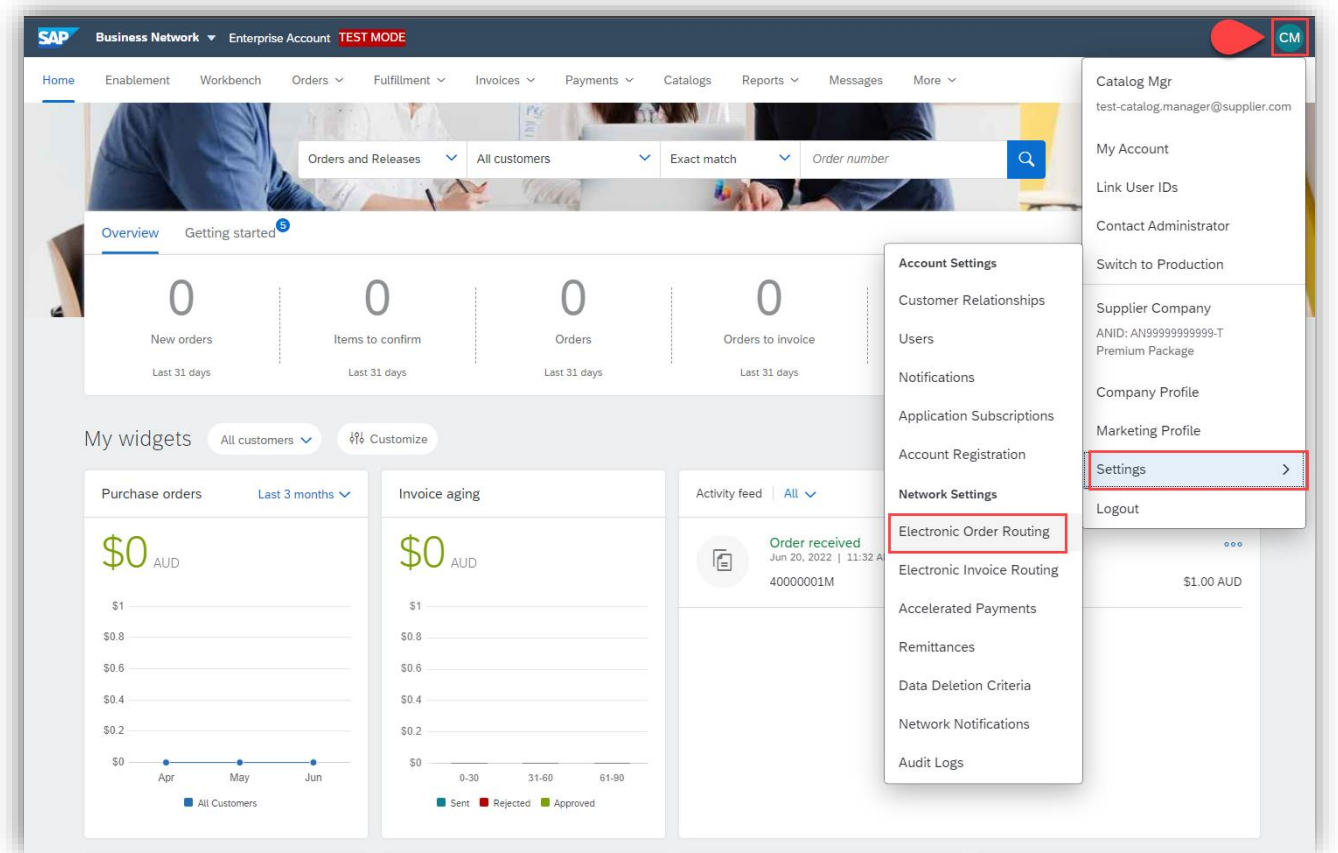 SAP Business Network Enterprise Account TEST MODE CM
Home Enablement Workbench Orders Fulfillment Invoices Payments Catalogs Reports Messages More
Orders and Releases All customers Exact match Order number
Overview Getting started 5
0 0 0 0
New orders Items to confirm Orders Orders to invoice
Last 31 days Last 31 days Last 31 days Last 31 days
My widgets All customers Customize
Purchase orders Last 3 months
$0 AUD
$1
$0.8
$0.6
$0.4
$0.2
$0
Apr May Jun
All Customers
Invoice aging
$0 AUD
$1
$0.8
$0.6
$0.4
$0.2
$0
0-30 31-60 61-90
Sent Rejected Approved
Activity feed All
Order received
Jun 20, 2022 | 11:32 A
40000001M $1.00 AUD
Account Settings
Customer Relationships
Users
Notifications
Application Subscriptions
Account Registration
Network Settings
Electronic Order Routing
Electronic Invoice Routing
Accelerated Payments
Remittances
Data Deletion Criteria
Network Notifications
Audit Logs
Catalog Mgr
test-catalog.manager@supplier.com
My Account
Link User IDs
Contact Administrator
Switch to Production
Supplier Company
ANID: AN99999999999-T
Premium Package
Company Profile
Marketing Profile
Settings
Logout